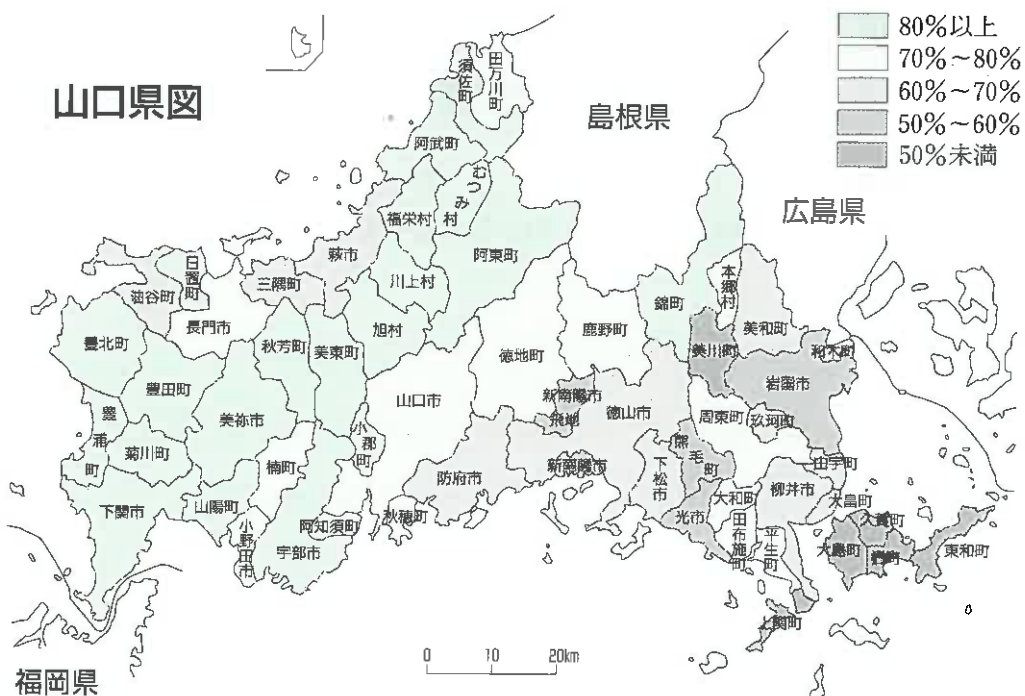 山口県図
80%以上
70%～80%
60%～70%
50%～60%
50%未満
島根県
広島県
福岡県
須佐町
田万川町
阿武町
むつみ村
福栄村
萩市
阿東町
川上村
旭村
日置町
油谷町
三隅町
長門市
豊北町
秋芳町
美東町
豊田町
美祢市
豊浦町
菊川町
下関市
山陽町
楠町
小野田市
宇部市
阿知須町
小郡町
山口市
秋穂町
防府市
徳地町
鹿野町
新南陽市
飛地
徳山市
新南陽市
下松市
熊毛町
光市
錦町
本郷村
美和町
美川町
岩国市
和木町
周東町
玖珂町
由宇町
柳井市
大畠町
大和町
田布施町
平生町
上関町
大島町
久賀町
橘町
東和町
0 10 20km